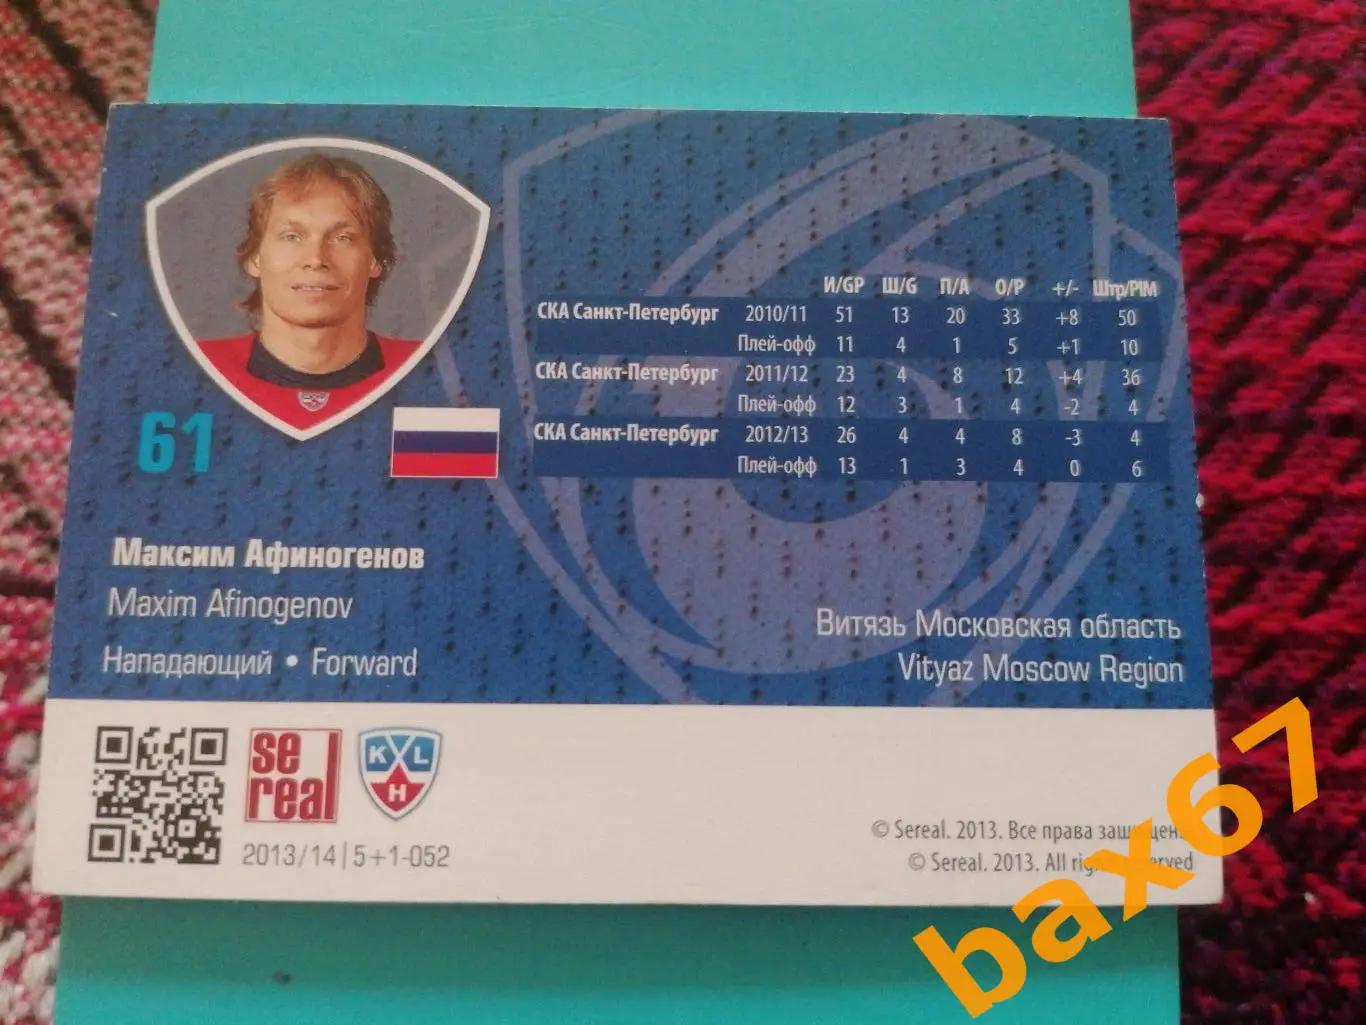 И/GP Ш/G П/А О/Р +/- Штр/PIM
СКА Санкт-Петербург 2010/11 51 13 20 33 +8 50
Плей-офф 11 4 1 5 +1 10
СКА Санкт-Петербург 2011/12 23 4 8 12 +4 36
Плей-офф 12 3 1 4 -2 4
СКА Санкт-Петербург 2012/13 26 4 4 8 -3 4
Плей-офф 13 1 3 4 0 6
61
Максим Афиногенов
Maxim Afinogenov
Нападающий • Forward
Витязь Московская область
Vityaz Moscow Region
se
real
KHL
2013/14|5+1-052
© Sereal. 2013. Все права защищены
© Sereal. 2013. All rights reserved
bax67